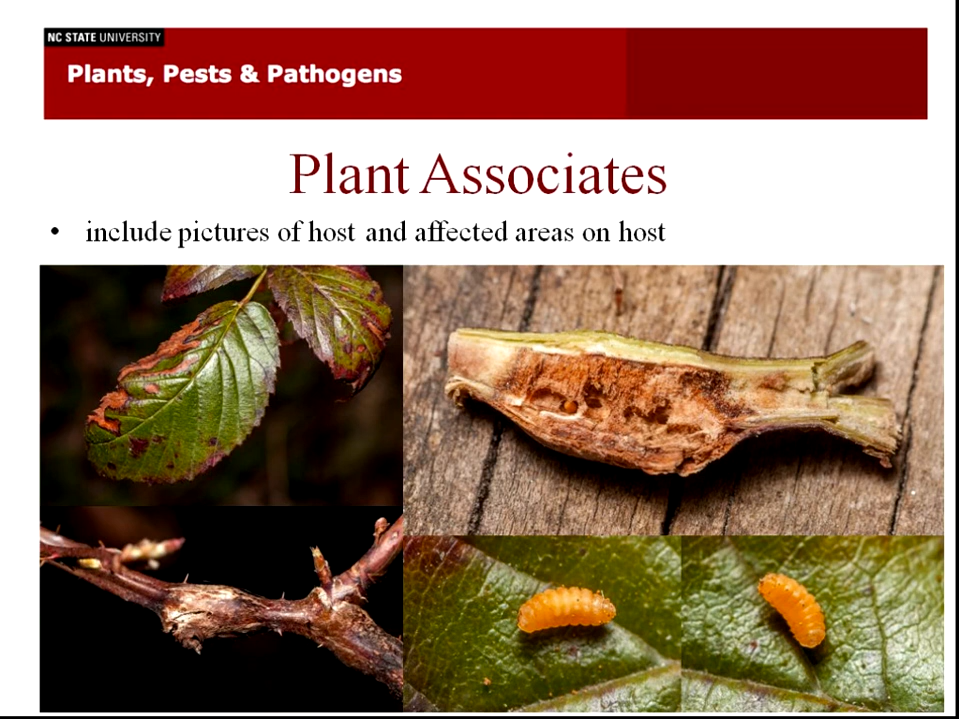 NC STATE UNIVERSITY
Plants, Pests & Pathogens
Plant Associates
• include pictures of host and affected areas on host